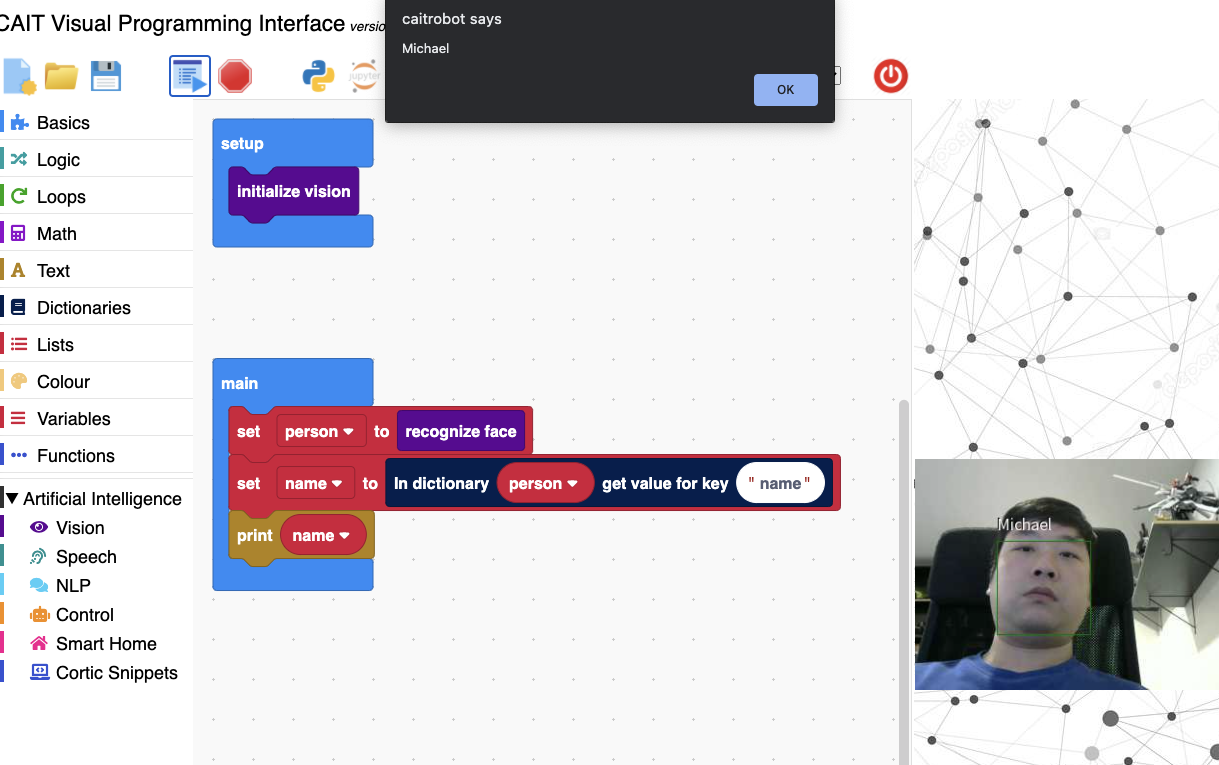 CAIT Visual Programming Interface versio
caitrobot says
Michael
OK
jupyter
Basics
Logic
Loops
Math
Text
Dictionaries
Lists
Colour
Variables
Functions
Artificial Intelligence
Vision
Speech
NLP
Control
Smart Home
Cortic Snippets
setup
initialize vision
main
set person to recognize face
set name to In dictionary person get value for key "name"
print name
Michael